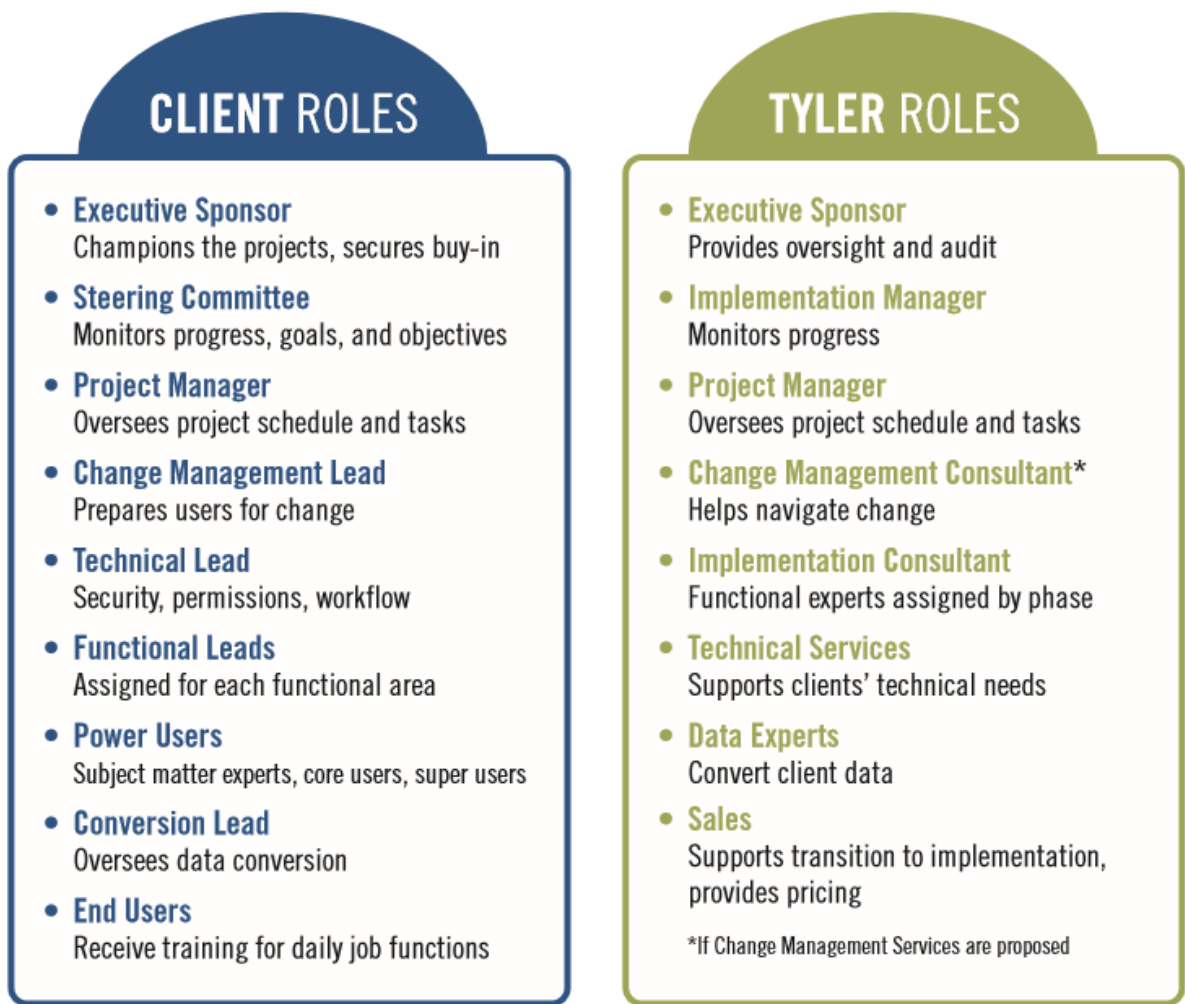 CLIENT ROLES
• Executive Sponsor
Champions the projects, secures buy-in
• Steering Committee
Monitors progress, goals, and objectives
• Project Manager
Oversees project schedule and tasks
• Change Management Lead
Prepares users for change
• Technical Lead
Security, permissions, workflow
• Functional Leads
Assigned for each functional area
• Power Users
Subject matter experts, core users, super users
• Conversion Lead
Oversees data conversion
• End Users
Receive training for daily job functions
TYLER ROLES
• Executive Sponsor
Provides oversight and audit
• Implementation Manager
Monitors progress
• Project Manager
Oversees project schedule and tasks
• Change Management Consultant*
Helps navigate change
• Implementation Consultant
Functional experts assigned by phase
• Technical Services
Supports clients’ technical needs
• Data Experts
Convert client data
• Sales
Supports transition to implementation,
provides pricing
*If Change Management Services are proposed